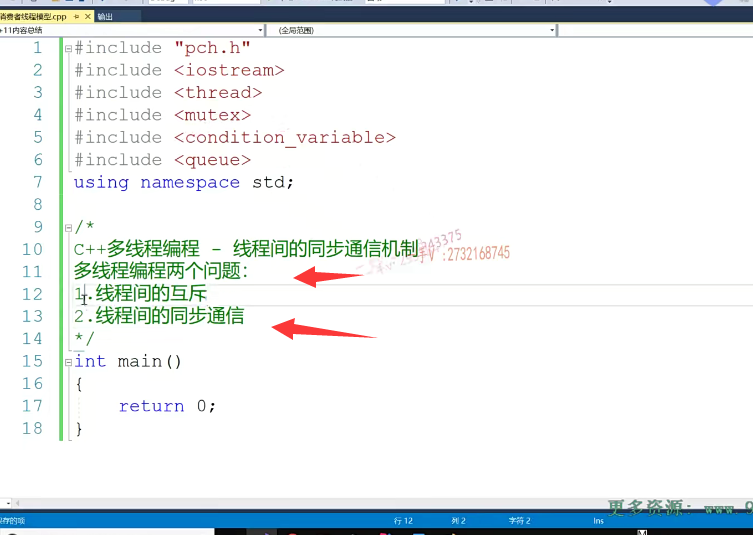 消费者线程模型.cpp
输出
+11内容总结
(全局范围)
1 #include "pch.h"
2 #include <iostream>
3 #include <thread>
4 #include <mutex>
5 #include <condition_variable>
6 #include <queue>
7 using namespace std;
8
9 /*
10 C++多线程编程 - 线程间的同步通信机制
11 多线程编程两个问题:
12 1.线程间的互斥
13 2.线程间的同步通信
14 */
15 int main()
16 {
17 return 0;
18 }
:2732168745
更多资源: www.
行 12
列 2
字符 2
Ins